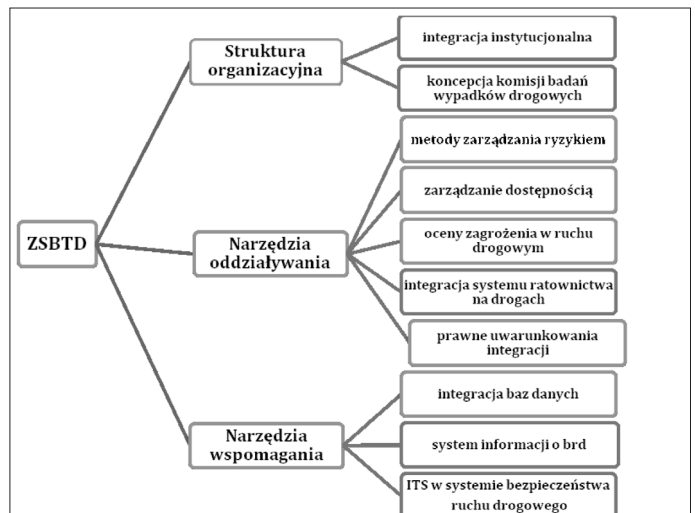 ZSBTD
Struktura
organizacyjna
integracja instytucjonalna
koncepcja komisji badań
wypadków drogowych
Narzędzia
oddziaływania
metody zarządzania ryzykiem
zarządzanie dostępnością
oceny zagrożenia w ruchu
drogowym
integracja systemu ratownictwa
na drogach
prawne uwarunkowania
integracji
Narzędzia
wspomagania
integracja baz danych
system informacji o brd
ITS w systemie bezpieczeństwa
ruchu drogowego